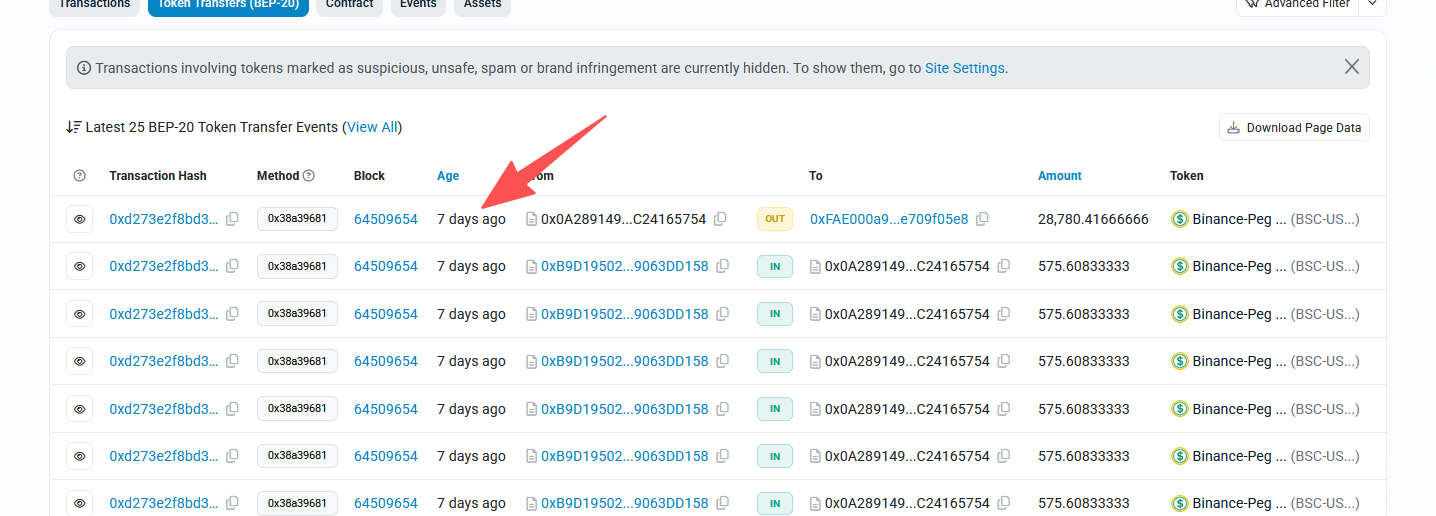 Transactions Token Transfers (BEP-20) Contract Events Assets Advanced Filter
Transactions involving tokens marked as suspicious, unsafe, spam or brand infringement are currently hidden. To show them, go to Site Settings.
Latest 25 BEP-20 Token Transfer Events (View All) Download Page Data
Transaction Hash Method Block Age om To Amount Token
0xd273e2f8bd3... 0x38a39681 64509654 7 days ago 0x0A289149...C24165754 OUT 0xFAE000a9...e709f05e8 28,780.41666666 Binance-Peg ... (BSC-US...)
0xd273e2f8bd3... 0x38a39681 64509654 7 days ago 0xB9D19502...9063DD158 IN 0x0A289149...C24165754 575.60833333 Binance-Peg ... (BSC-US...)
0xd273e2f8bd3... 0x38a39681 64509654 7 days ago 0xB9D19502...9063DD158 IN 0x0A289149...C24165754 575.60833333 Binance-Peg ... (BSC-US...)
0xd273e2f8bd3... 0x38a39681 64509654 7 days ago 0xB9D19502...9063DD158 IN 0x0A289149...C24165754 575.60833333 Binance-Peg ... (BSC-US...)
0xd273e2f8bd3... 0x38a39681 64509654 7 days ago 0xB9D19502...9063DD158 IN 0x0A289149...C24165754 575.60833333 Binance-Peg ... (BSC-US...)
0xd273e2f8bd3... 0x38a39681 64509654 7 days ago 0xB9D19502...9063DD158 IN 0x0A289149...C24165754 575.60833333 Binance-Peg ... (BSC-US...)
0xd273e2f8bd3... 0x38a39681 64509654 7 days ago 0xB9D19502...9063DD158 IN 0x0A289149...C24165754 575.60833333 Binance-Peg ... (BSC-US...)